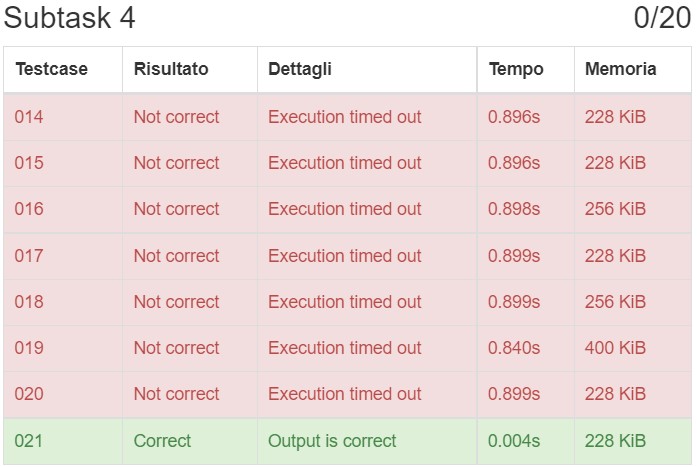 Subtask 4 0/20
Testcase Risultato Dettagli Tempo Memoria
014 Not correct Execution timed out 0.896s 228 KiB
015 Not correct Execution timed out 0.896s 228 KiB
016 Not correct Execution timed out 0.898s 256 KiB
017 Not correct Execution timed out 0.899s 228 KiB
018 Not correct Execution timed out 0.899s 256 KiB
019 Not correct Execution timed out 0.840s 400 KiB
020 Not correct Execution timed out 0.899s 228 KiB
021 Correct Output is correct 0.004s 228 KiB